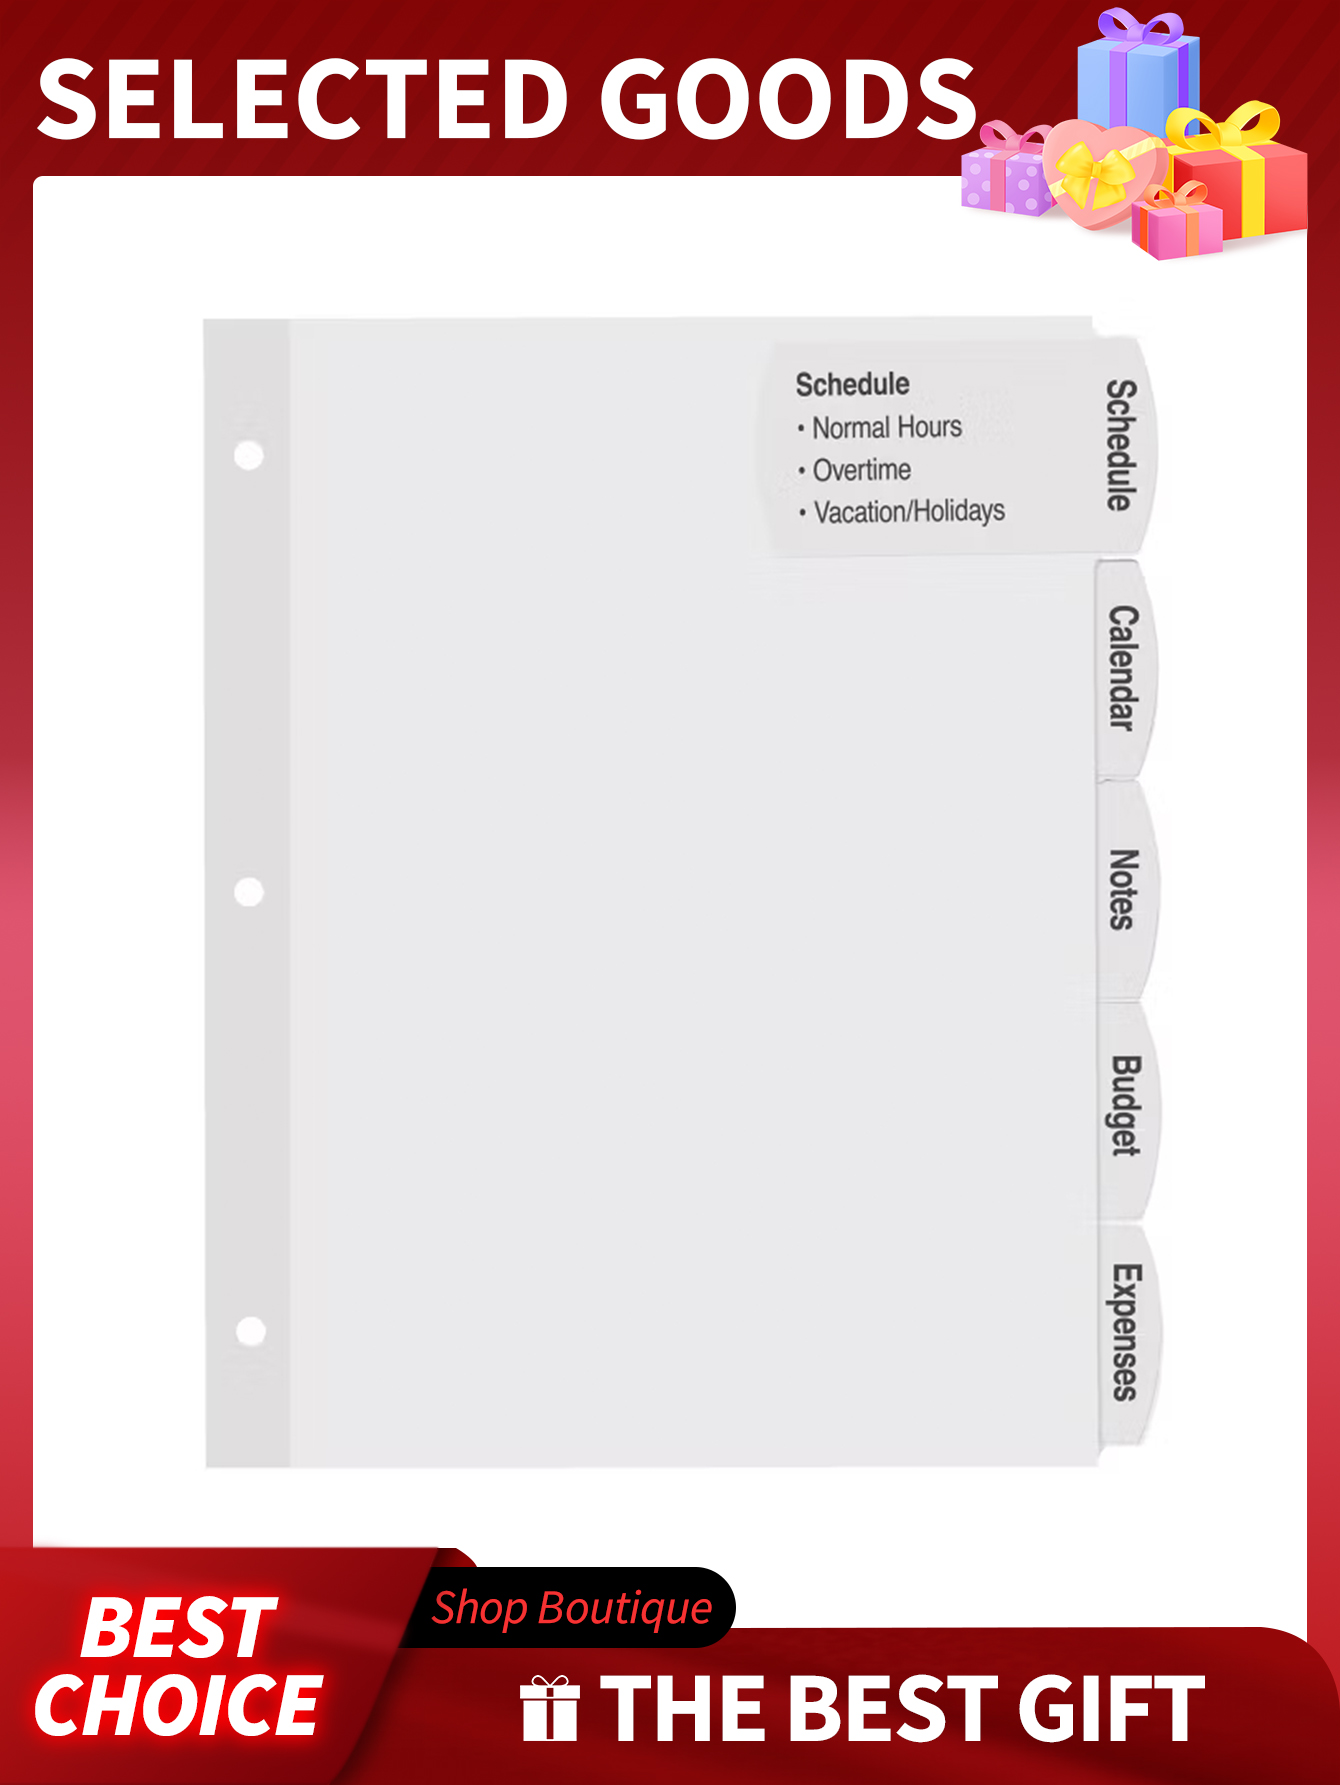 SELECTED GOODS
Schedule
• Normal Hours
• Overtime
• Vacation/Holidays
Schedule
Calendar
Notes
Budget
Expenses
BEST
CHOICE
Shop Boutique
THE BEST GIFT